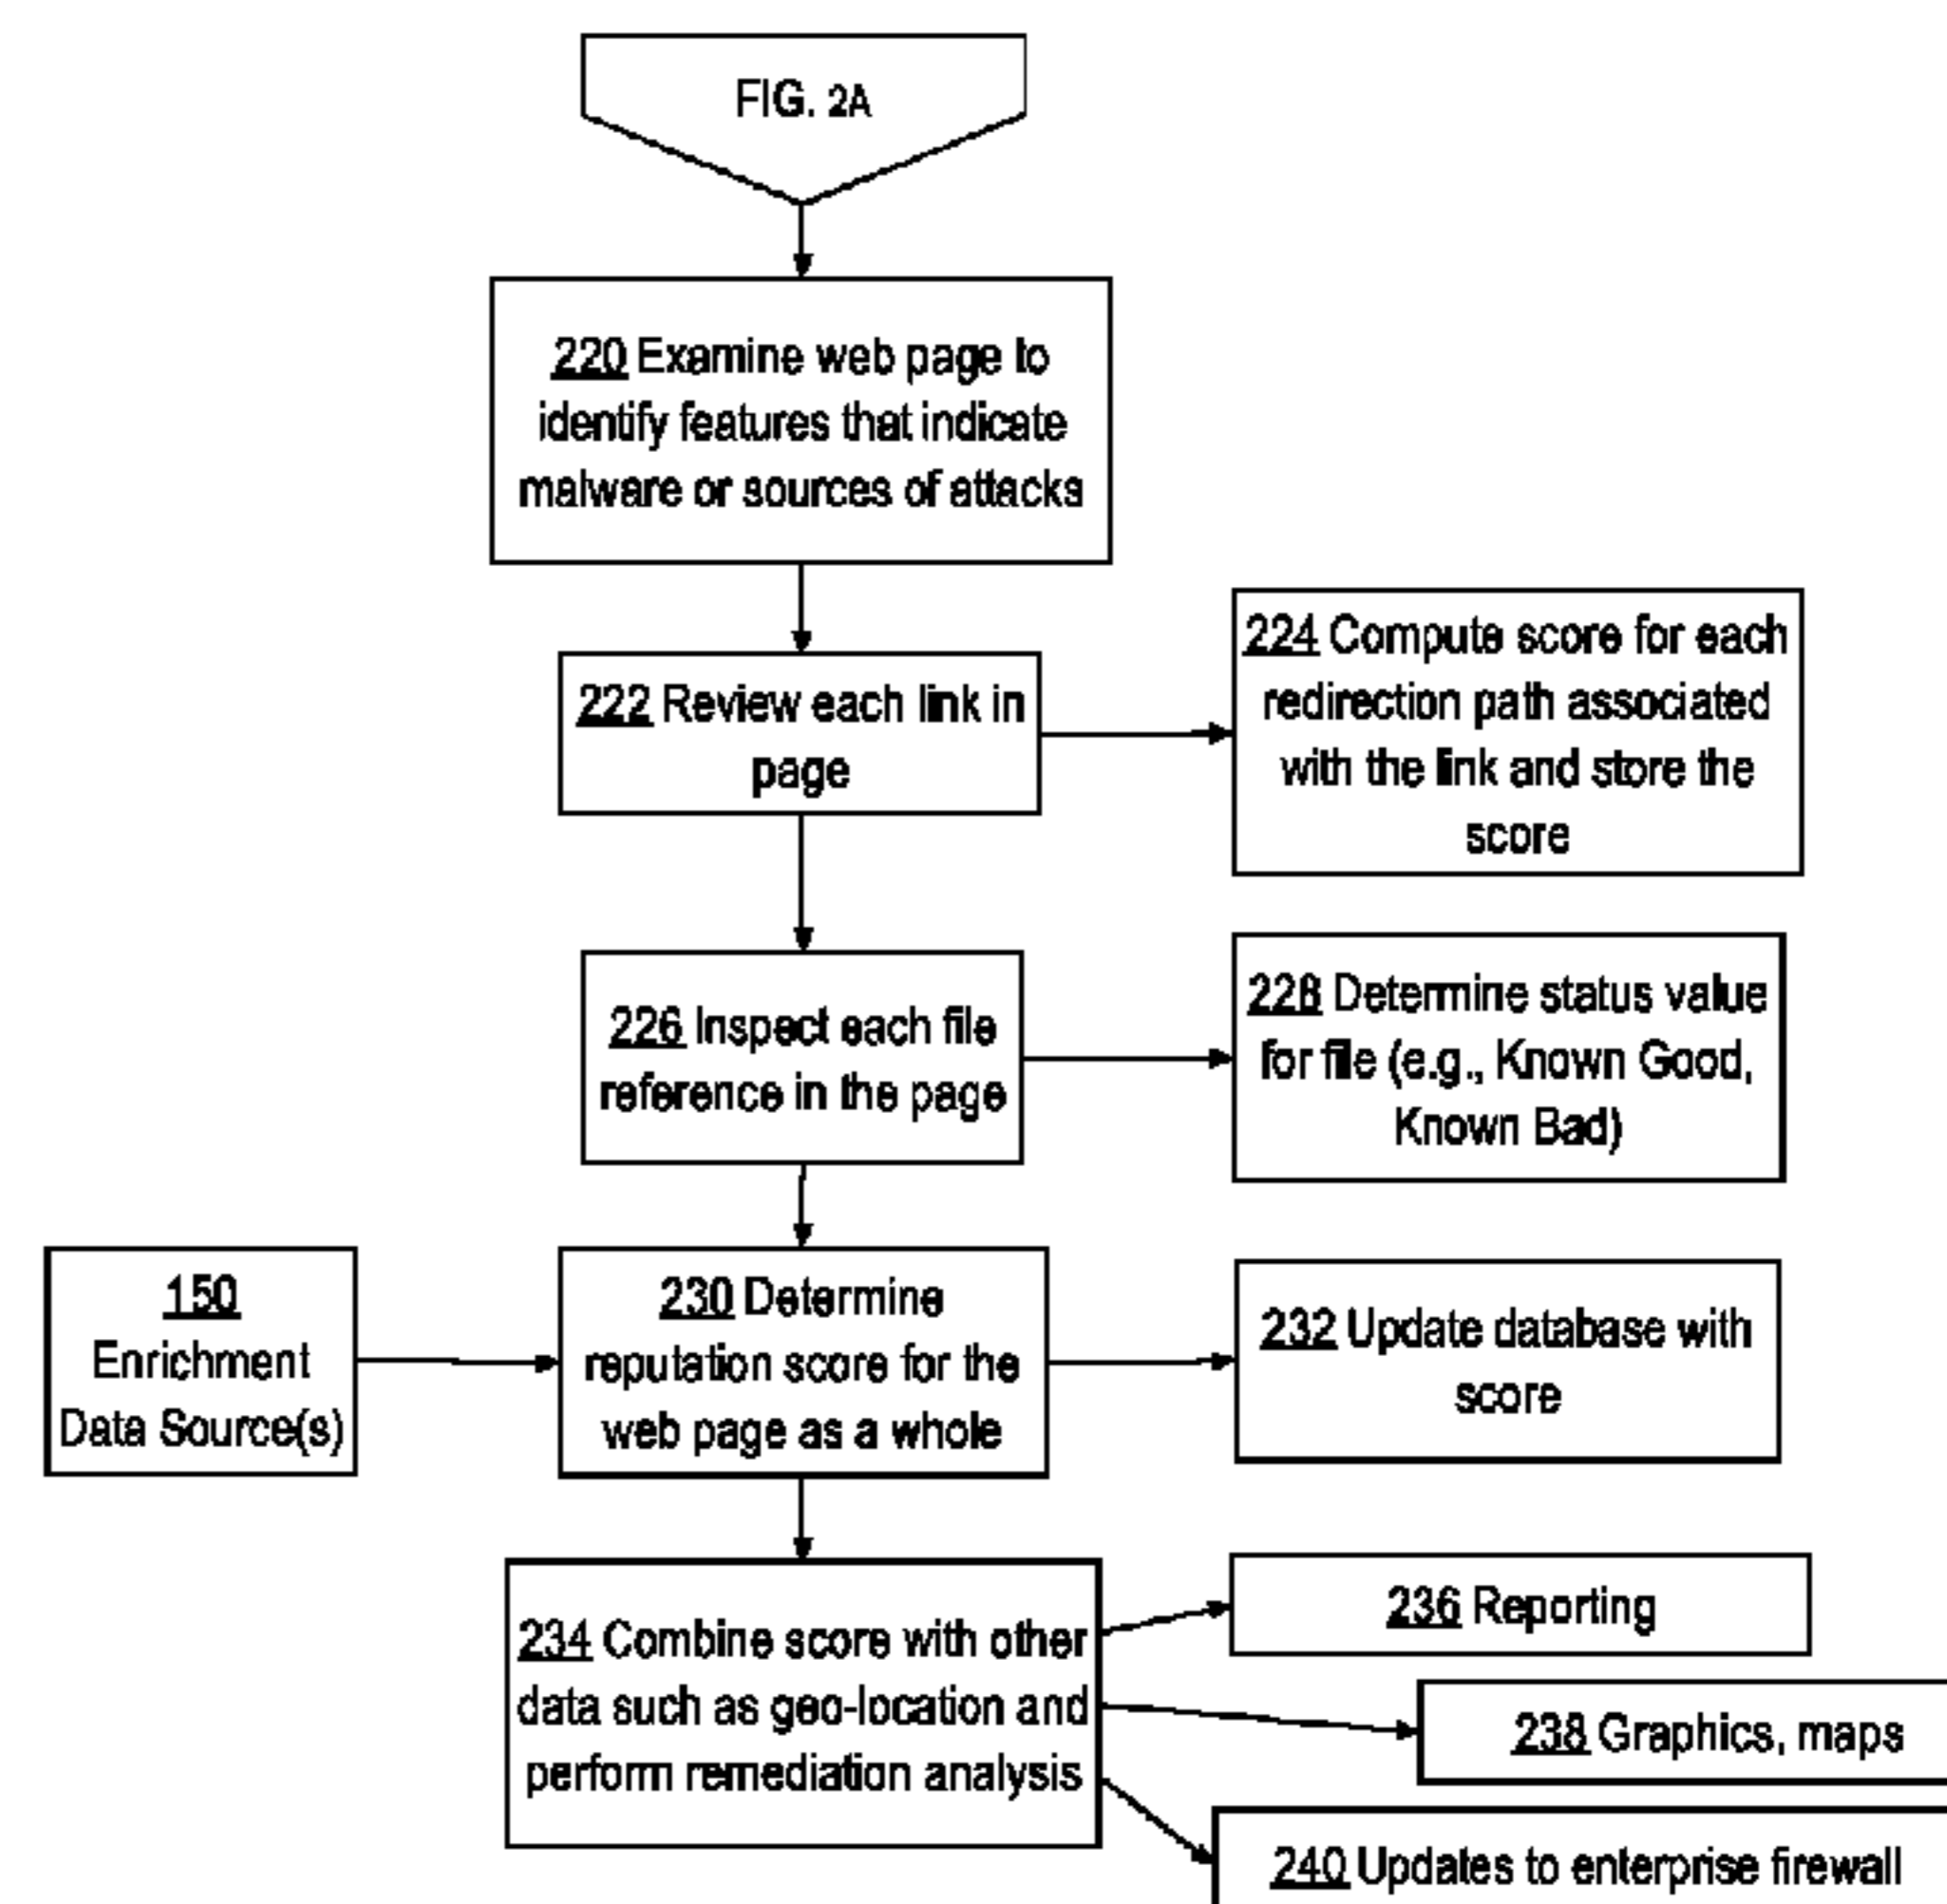 FIG. 2A
220 Examine web page to
identify features that indicate
malware or sources of attacks
222 Review each link in
page
224 Compute score for each
redirection path associated
with the link and store the
score
226 Inspect each file
reference in the page
228 Determine status value
for file (e.g., Known Good,
Known Bad)
150
Enrichment
Data Source(s)
230 Determine
reputation score for the
web page as a whole
232 Update database with
score
234 Combine score with other
data such as geo-location and
perform remediation analysis
236 Reporting
238 Graphics, maps
240 Updates to enterprise firewall